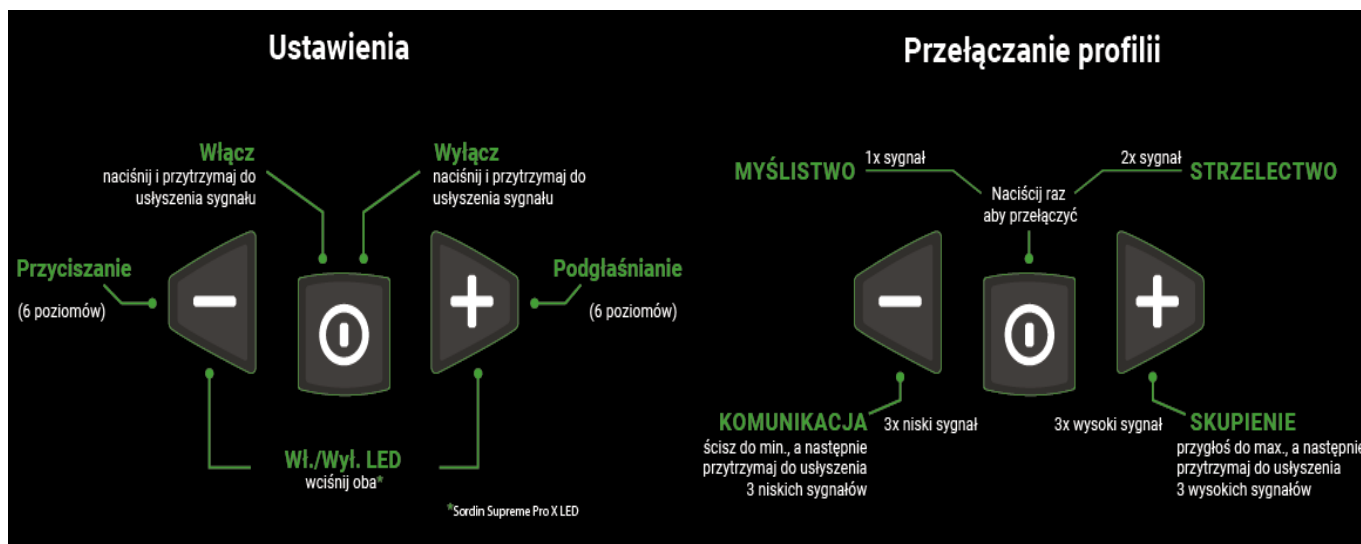 Ustawienia
Włącz
naciśnij i przytrzymaj do
usłyszenia sygnału
Wyłącz
naciśnij i przytrzymaj do
usłyszenia sygnału
Przyciszanie
(6 poziomów)
Podgłaśnianie
(6 poziomów)
Wł./Wył. LED
wciśnij oba*
*Sordin Supreme Pro X LED
Przełączanie profilii
MYŚLISTWO
1x sygnał
2x sygnał
STRZELECTWO
Naciścij raz
aby przełączyć
KOMUNIKACJA
3x niski sygnał
ścisz do min., a następnie
przytrzymaj do usłyszenia
3 niskich sygnałów
3x wysoki sygnał
SKUPIENIE
przygłoś do max., a następnie
przytrzymaj do usłyszenia
3 wysokich sygnałów